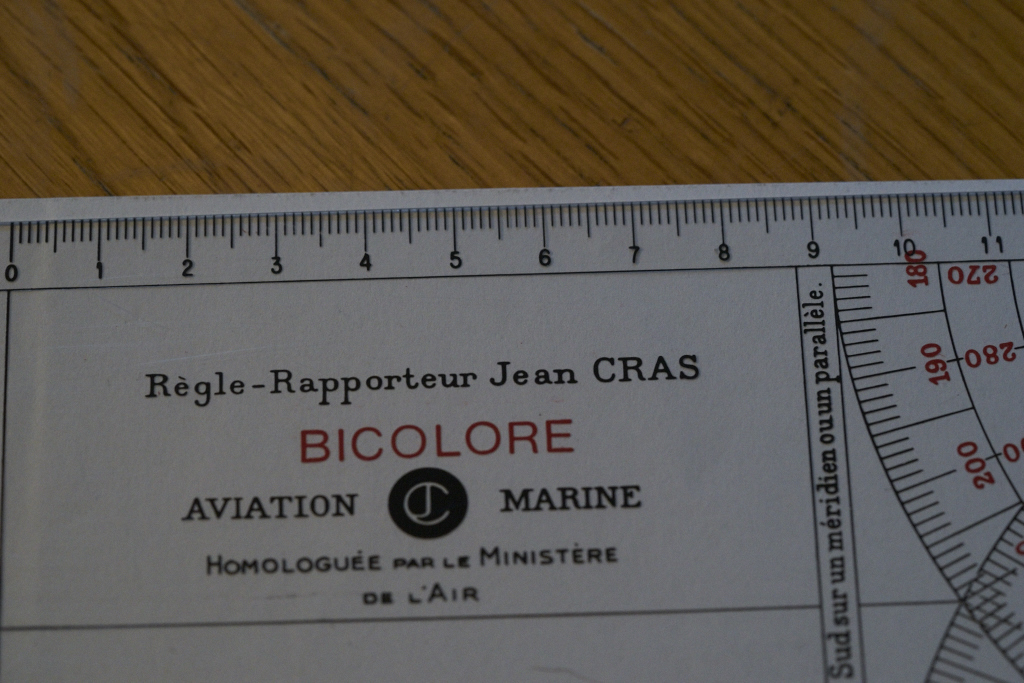 0 1 2 3 4 5 6 7 8 9 10 11
Règle-Rapporteur Jean CRAS
BICOLORE
AVIATION JC MARINE
HOMOLOGUÉE PAR LE MINISTÈRE
DE L'AIR
Sud sur un méridien ou un parallèle.
180 270
190 280
200